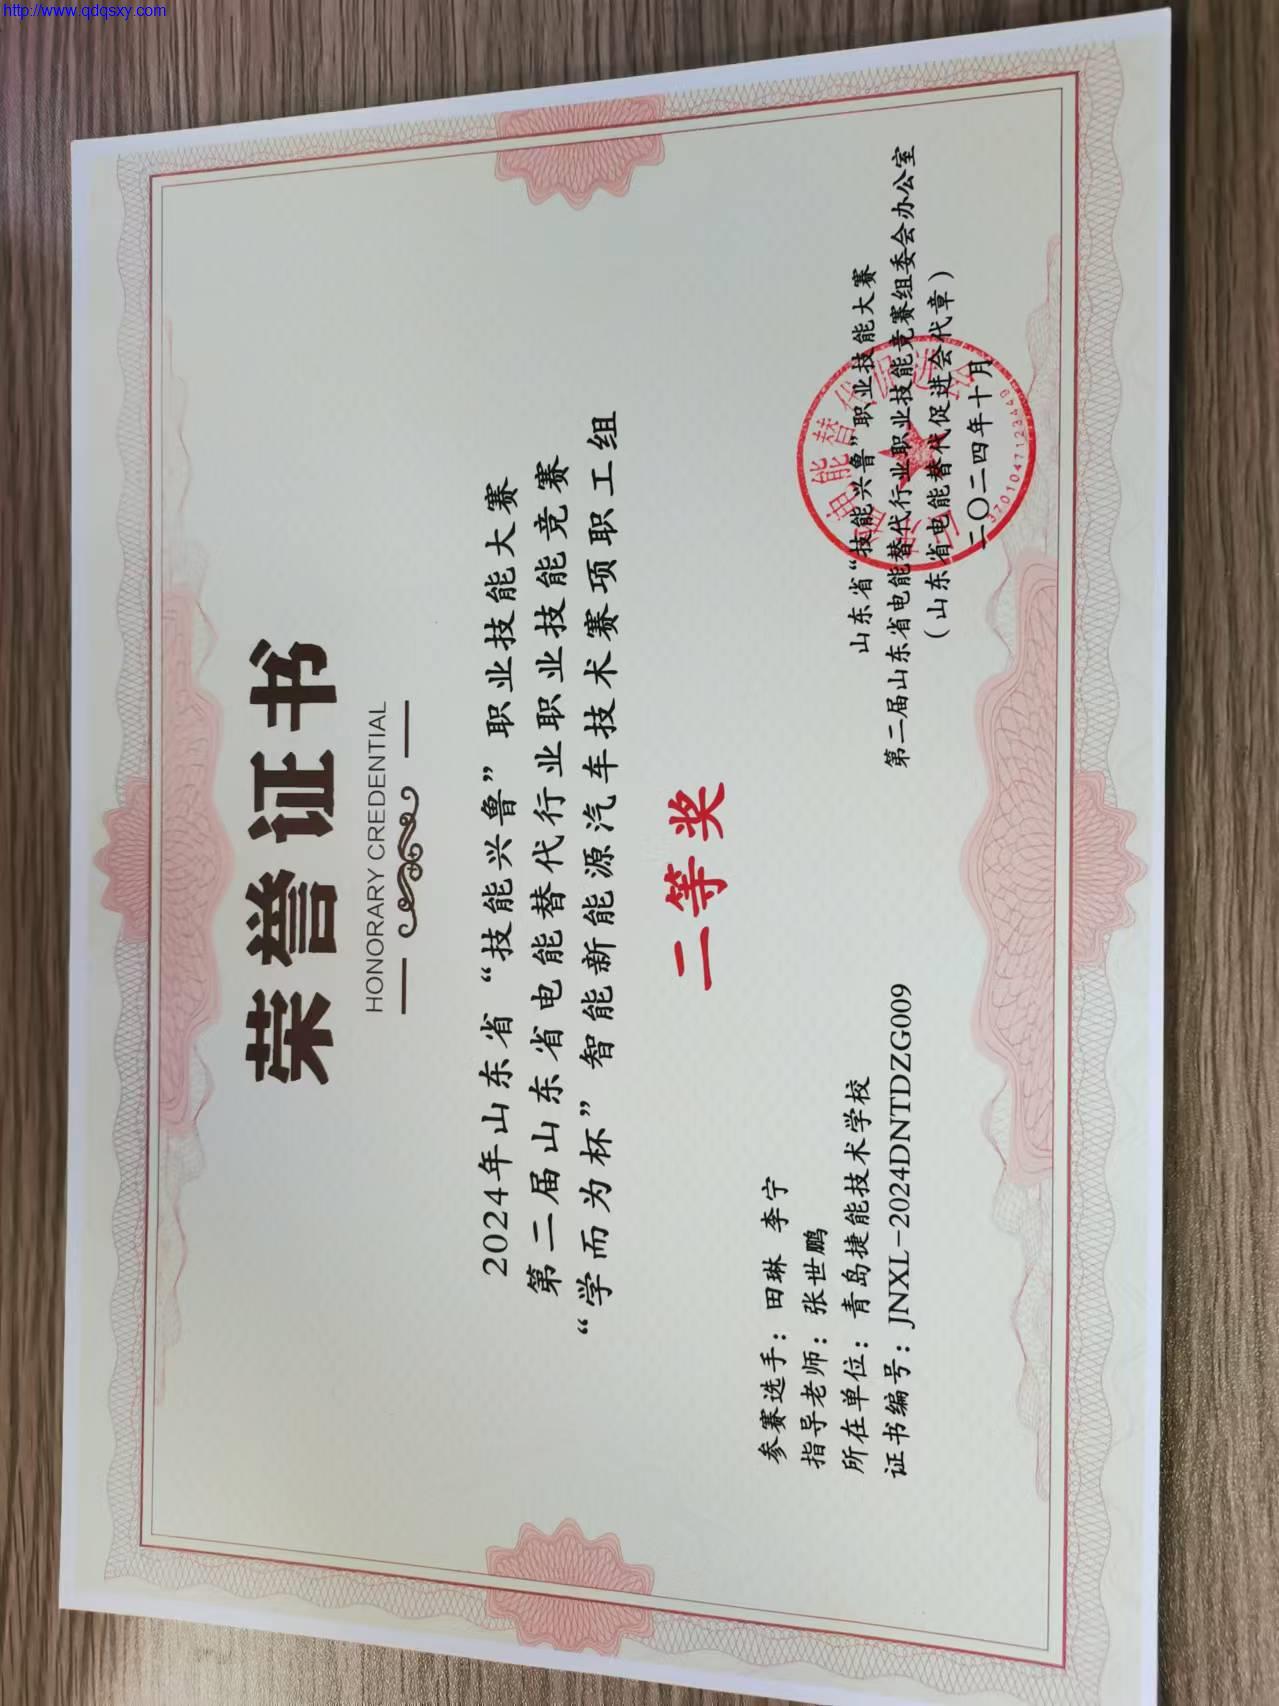 http://www.qdqsxy.com
荣誉证书
HONORARY CREDENTIAL
2024年山东省“技能兴鲁”职业技能大赛
第二届山东省电能替代行业职业技能竞赛
“学而为杯”智能新能源汽车技术赛项职工组
二等奖
参赛选手：田琳 李宁
指导老师：张世鹏
所在单位：青岛捷能技术学校
证书编号：JNXL-2024DNTDZG009
山东省“技能兴鲁”职业技能大赛
第二届山东省电能替代行业职业技能竞赛组委会办公室
（山东省电能替代促进会代章）
二〇二四年十月
3701047123449